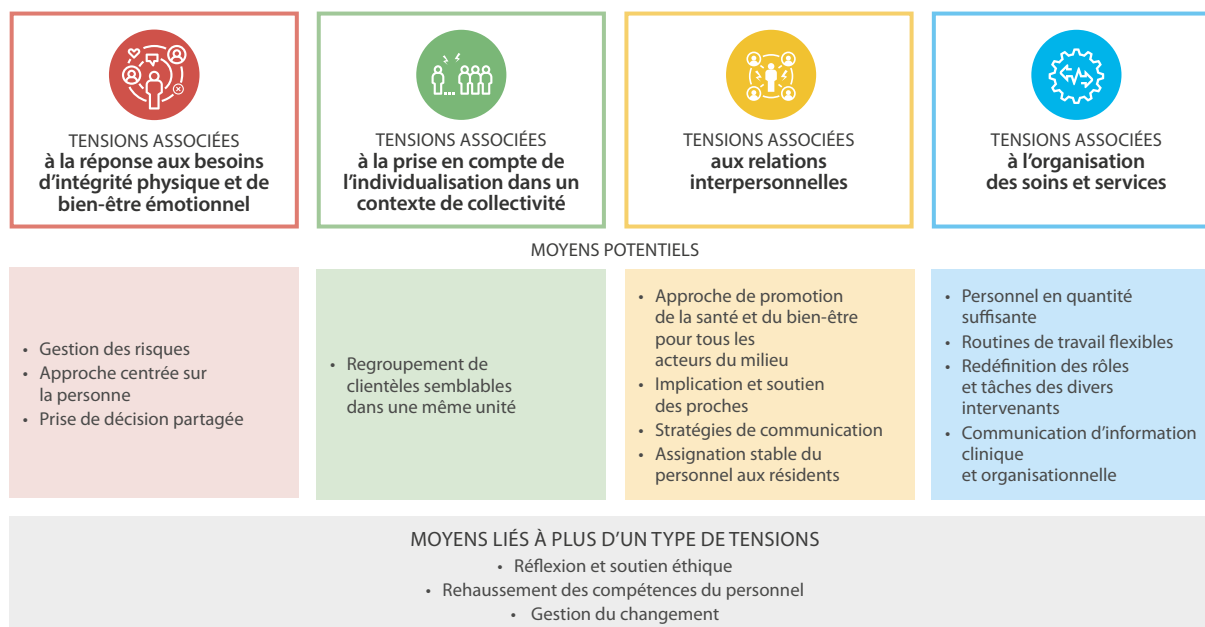 TENSIONS ASSOCIÉES
à la réponse aux besoins
d'intégrité physique et de
bien-être émotionnel
TENSIONS ASSOCIÉES
à la prise en compte de
l'individualisation dans un
contexte de collectivité
TENSIONS ASSOCIÉES
aux relations
interpersonnelles
TENSIONS ASSOCIÉES
à l'organisation
des soins et services
MOYENS POTENTIELS
• Gestion des risques
• Approche centrée sur
la personne
• Prise de décision partagée
• Regroupement de
clientèles semblables
dans une même unité
• Approche de promotion
de la santé et du bien-être
pour tous les
acteurs du milieu
• Implication et soutien
des proches
• Stratégies de communication
• Assignation stable du
personnel aux résidents
• Personnel en quantité
suffisante
• Routines de travail flexibles
• Redéfinition des rôles
et tâches des divers
intervenants
• Communication d'information
clinique
et organisationnelle
MOYENS LIÉS À PLUS D'UN TYPE DE TENSIONS
• Réflexion et soutien éthique
• Rehaussement des compétences du personnel
• Gestion du changement